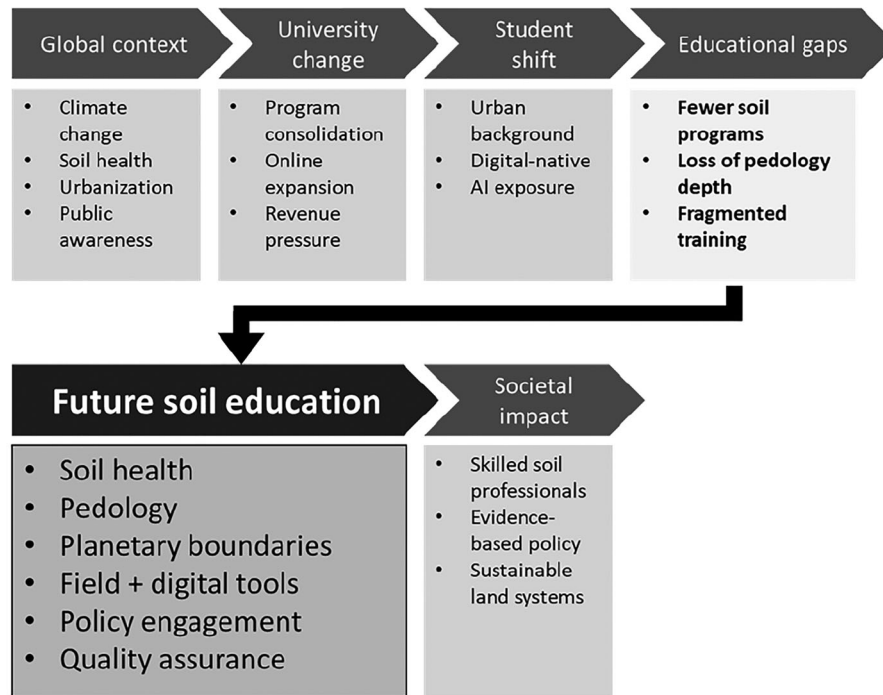 Global context
University
change
Student
shift
Educational gaps
• Climate
change
• Soil health
• Urbanization
• Public
awareness
• Program
consolidation
• Online
expansion
• Revenue
pressure
• Urban
background
• Digital-native
• AI exposure
• Fewer soil
programs
• Loss of pedology
depth
• Fragmented
training
Future soil education
Societal
impact
• Soil health
• Pedology
• Planetary boundaries
• Field + digital tools
• Policy engagement
• Quality assurance
• Skilled soil
professionals
• Evidence-
based policy
• Sustainable
land systems